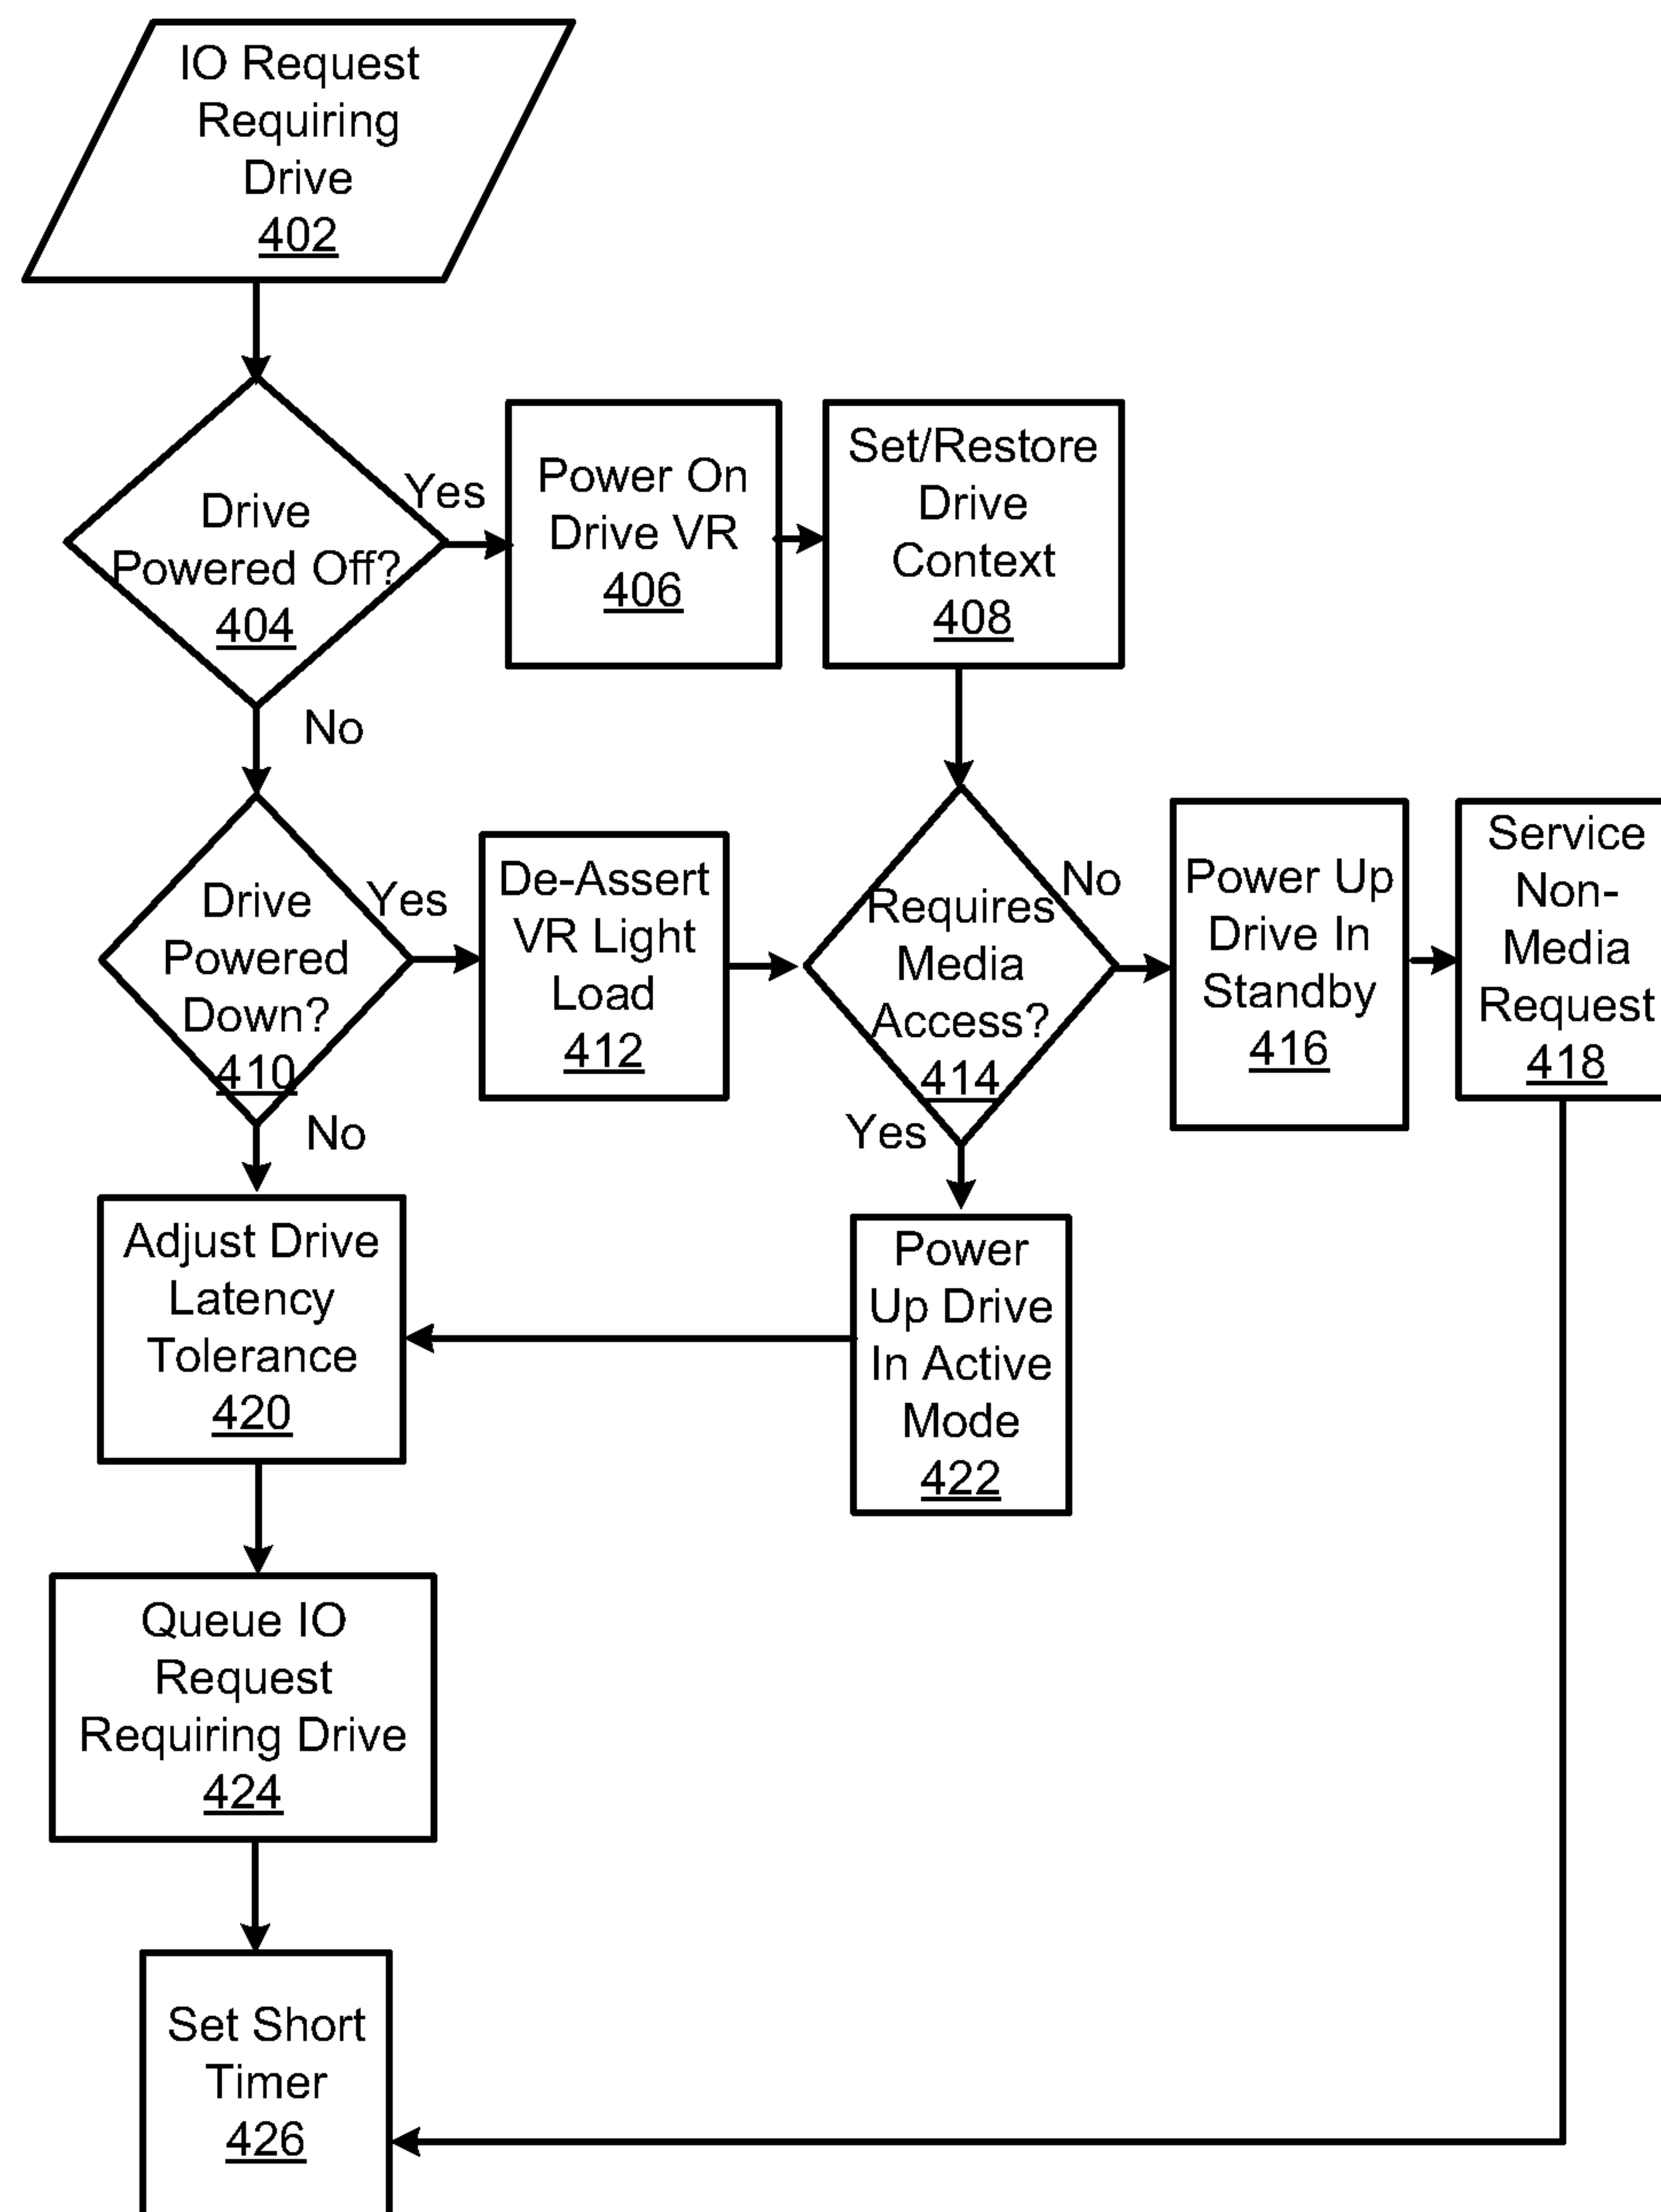 IO Request
Requiring
Drive
402
Drive
Powered Off?
404
Yes
No
Power On
Drive VR
406
Set/Restore
Drive
Context
408
Drive
Powered
Down?
410
Yes
No
De-Assert
VR Light
Load
412
Requires
Media
Access?
414
No
Yes
Power Up
Drive In
Standby
416
Service
Non-
Media
Request
418
Adjust Drive
Latency
Tolerance
420
Power
Up Drive
In Active
Mode
422
Queue IO
Request
Requiring Drive
424
Set Short
Timer
426